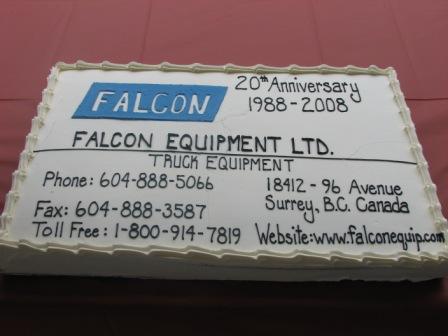 FALCON
20th Anniversary
1988-2008
FALCON EQUIPMENT LTD.
TRUCK EQUIPMENT
Phone: 604-888-5066
Fax: 604-888-3587
Toll Free: 1-800-914-7819
18412 - 96 Avenue
Surrey, B.C. Canada
Website:www.falconequip.com